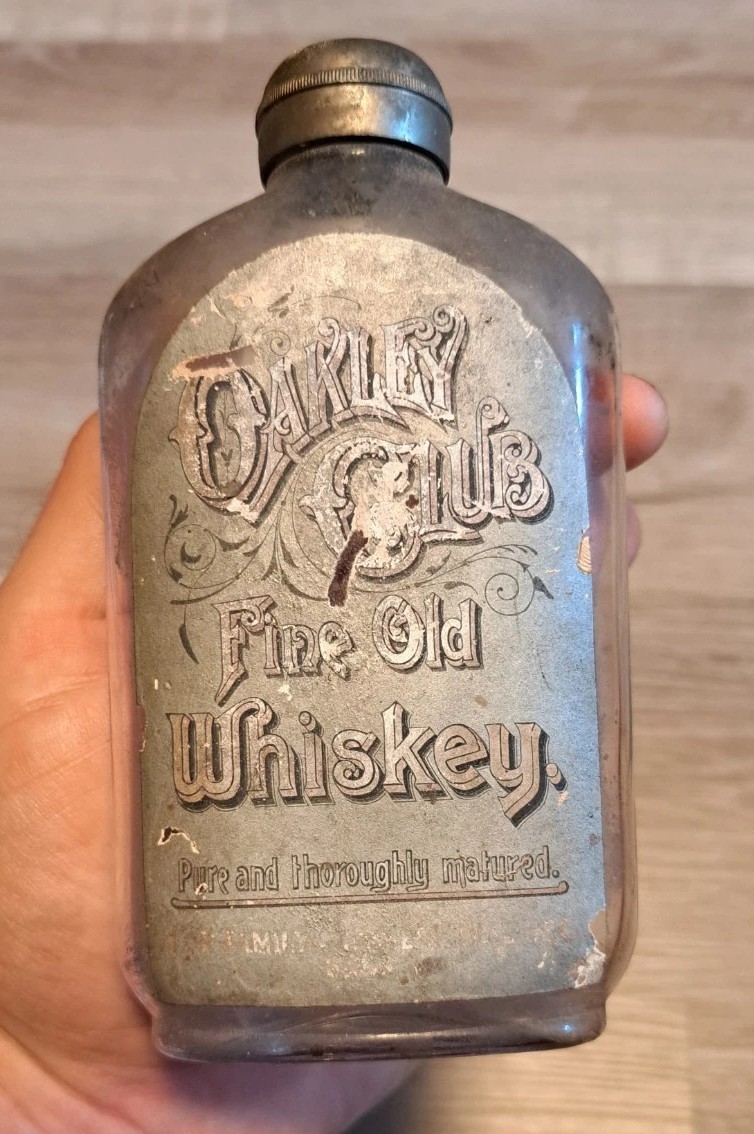 OAKLEY
CLUB
Fine Old
Whiskey.
Pure and thoroughly matured.